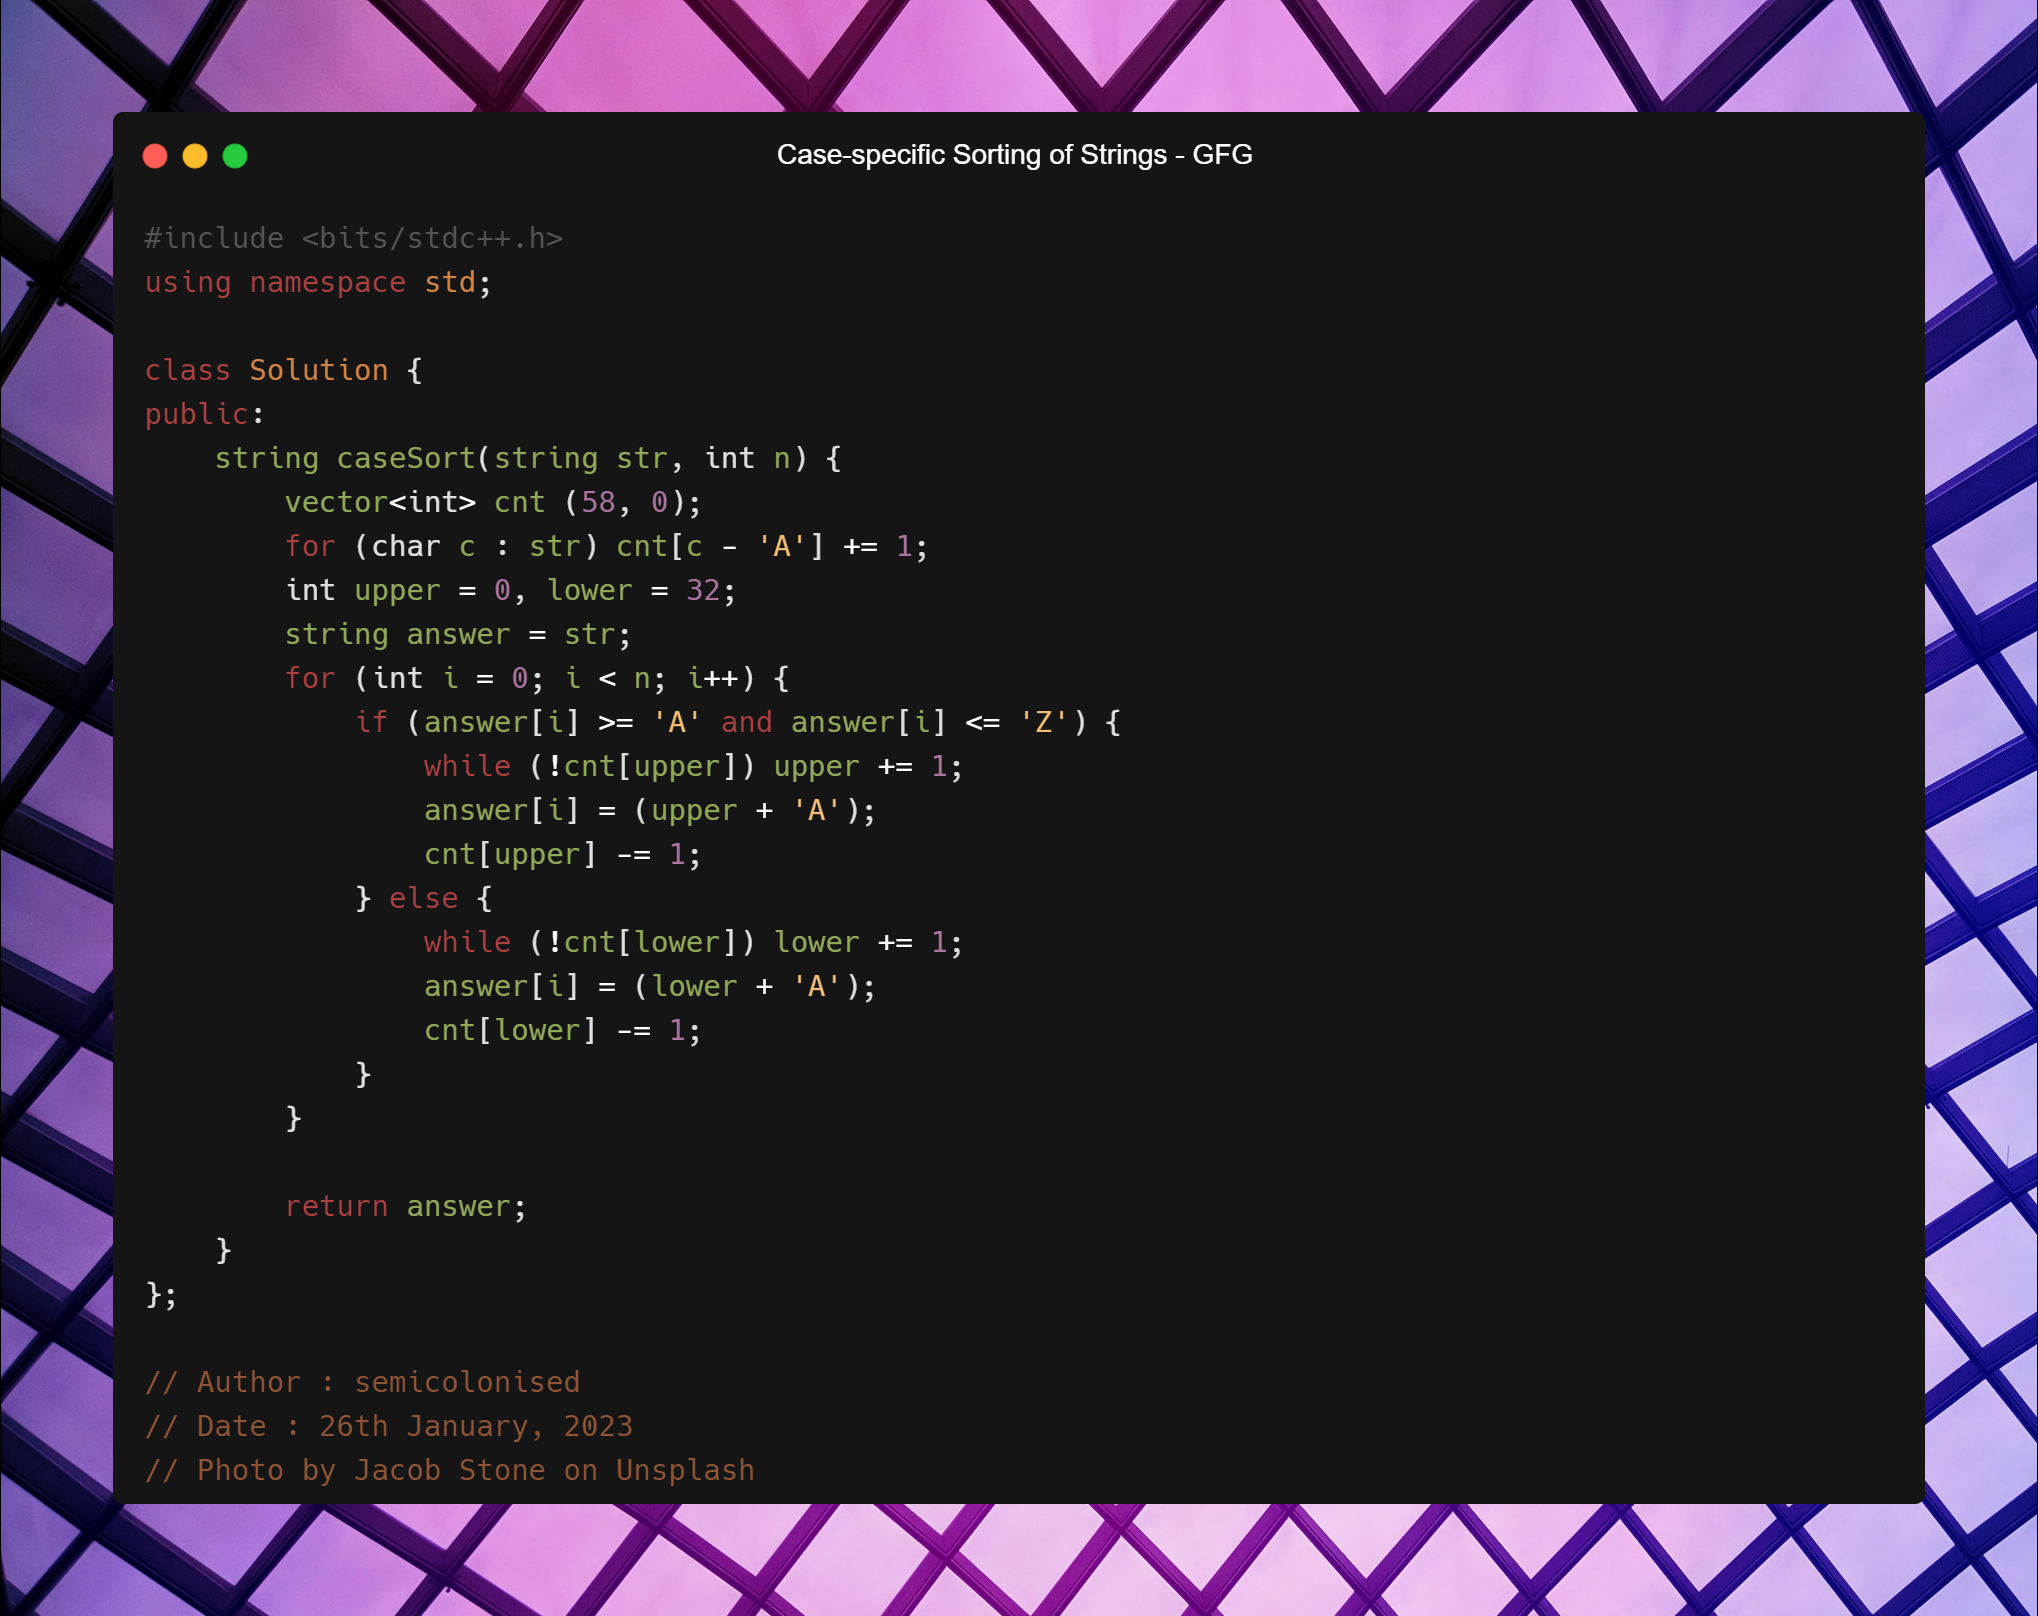 Case-specific Sorting of Strings - GFG
#include <bits/stdc++.h>
using namespace std;
class Solution {
public:
    string caseSort(string str, int n) {
        vector<int> cnt (58, 0);
        for (char c : str) cnt[c - 'A'] += 1;
        int upper = 0, lower = 32;
        string answer = str;
        for (int i = 0; i < n; i++) {
            if (answer[i] >= 'A' and answer[i] <= 'Z') {
                while (!cnt[upper]) upper += 1;
                answer[i] = (upper + 'A');
                cnt[upper] -= 1;
            } else {
                while (!cnt[lower]) lower += 1;
                answer[i] = (lower + 'A');
                cnt[lower] -= 1;
            }
        }
        return answer;
    }
};
// Author : semicolonised
// Date : 26th January, 2023
// Photo by Jacob Stone on Unsplash